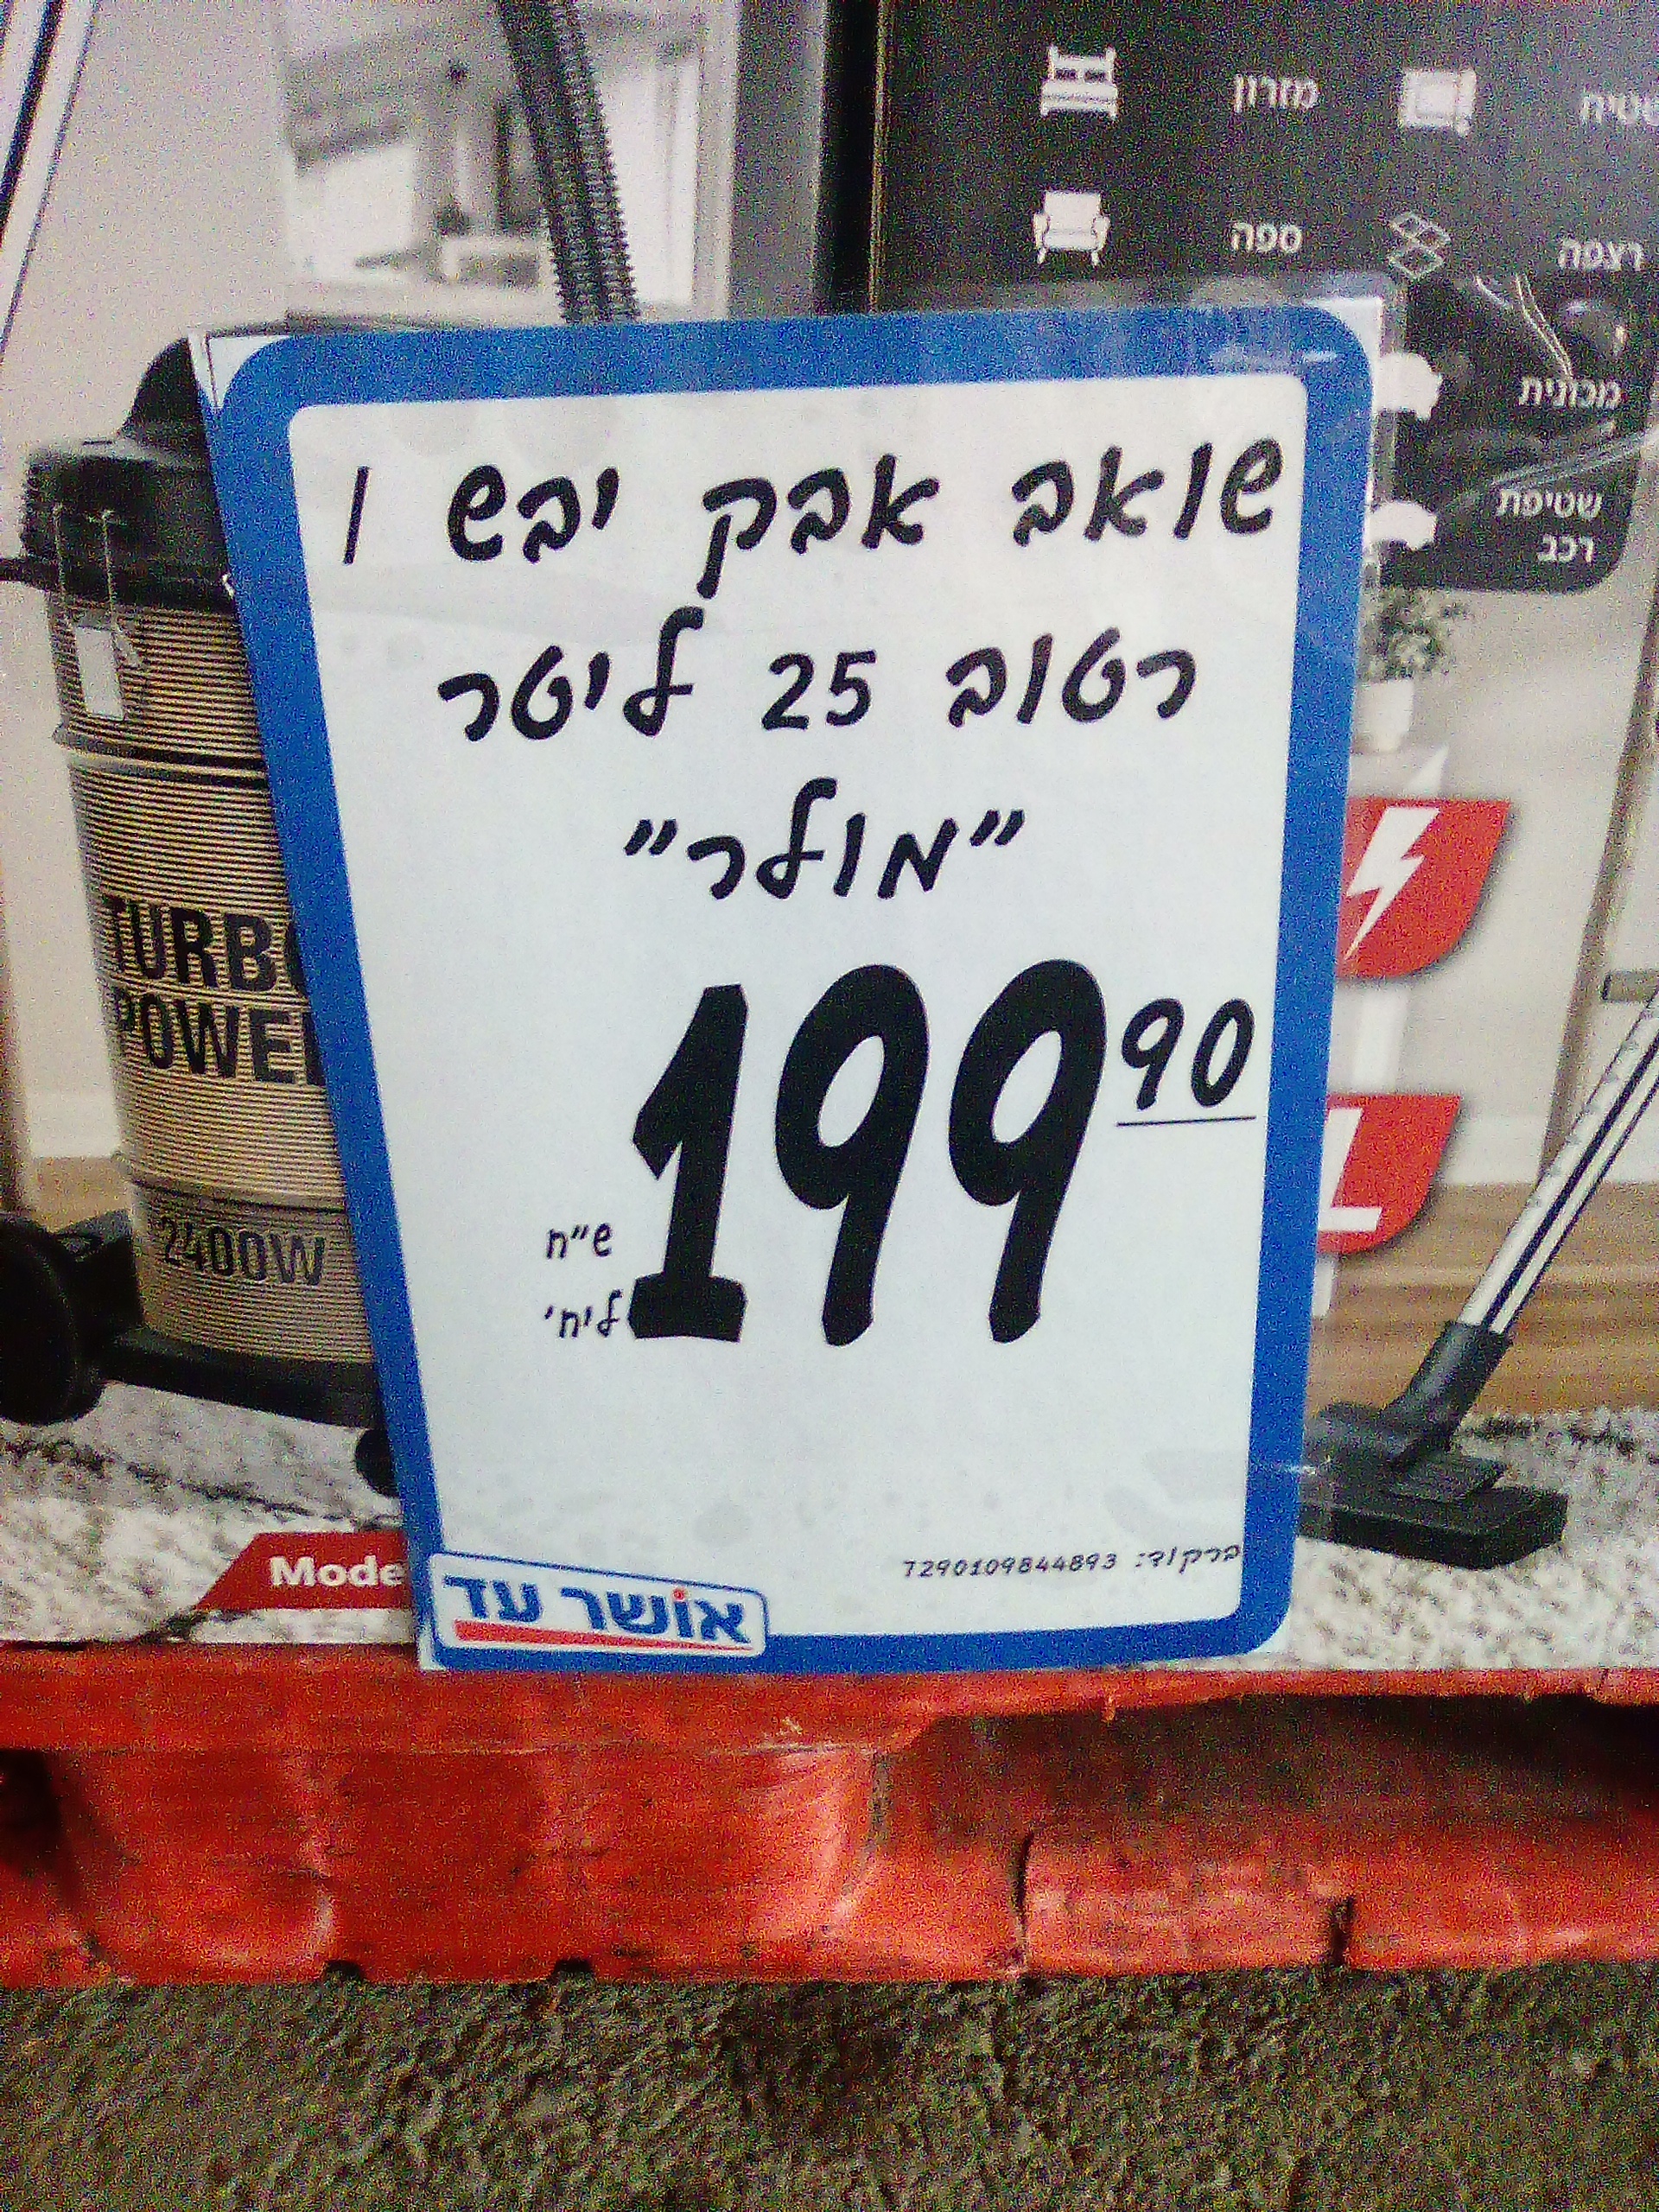 מזרון
ספה
רצפה
שטיפת
רכב
שואב אבק יבש /
רטוב 25 ליטר
"מולר"
199 90
ש"ח
ליח'
ברקוד: 7290109844893
אושר עד
TURBO
POWER
2400W
L
Mode